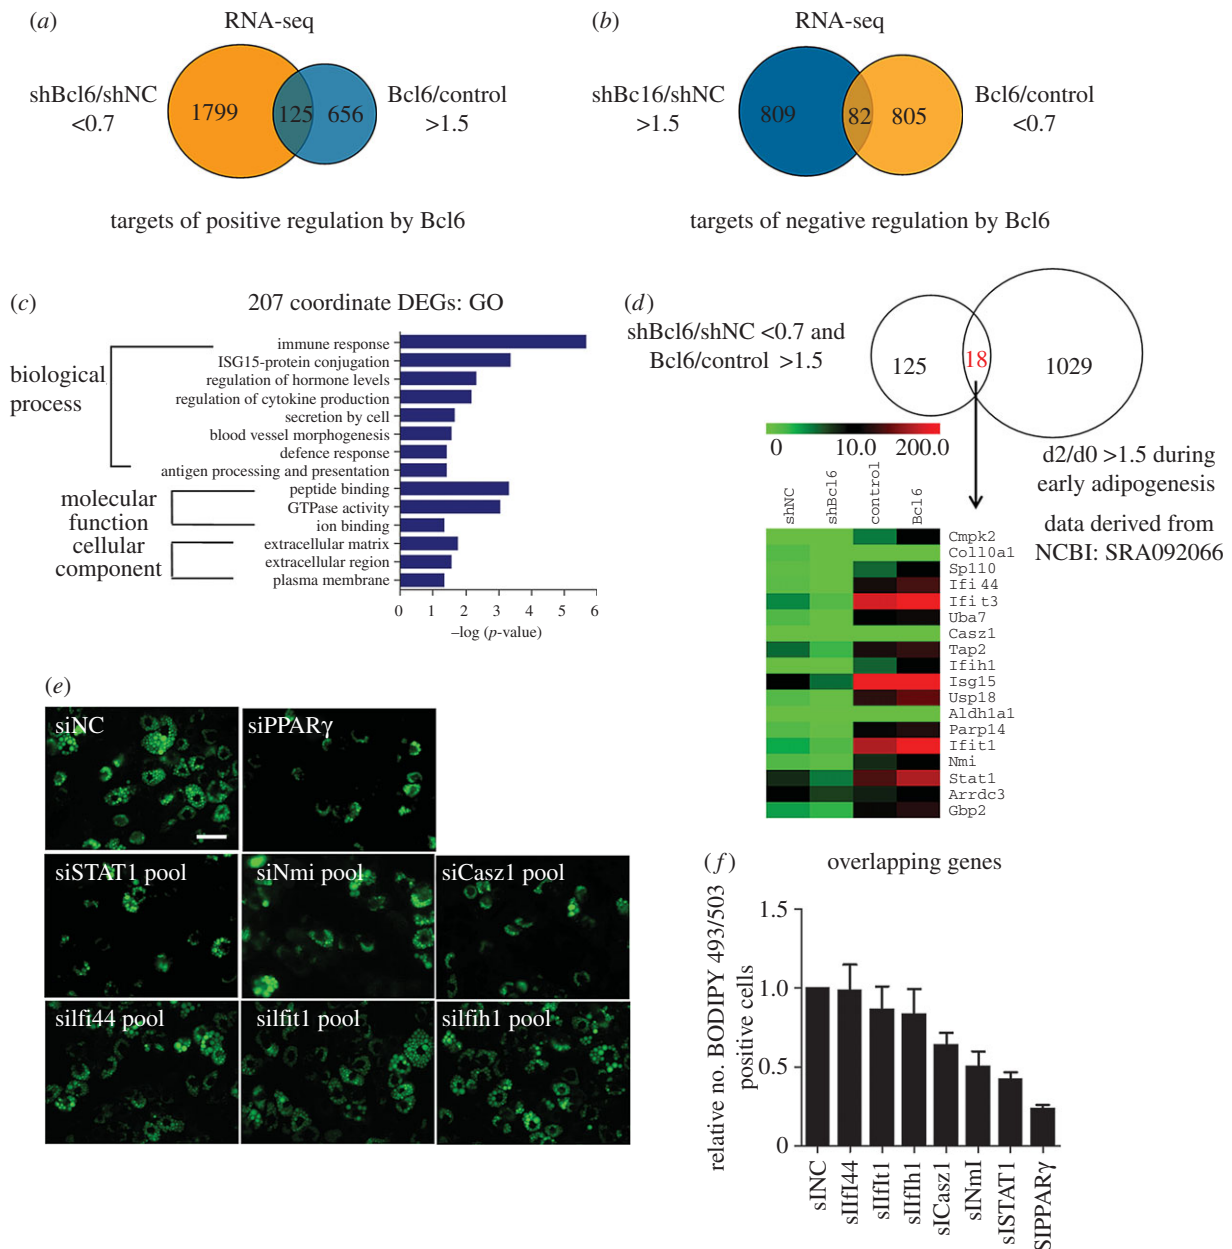 (a)
RNA-seq
shBcl6/shNC
<0.7
1799
125
656
Bcl6/control
>1.5
targets of positive regulation by Bcl6
(b)
RNA-seq
shBc16/shNC
>1.5
809
82
805
Bcl6/control
<0.7
targets of negative regulation by Bcl6
(c)
207 coordinate DEGs: GO
biological
process
immune response
ISG15-protein conjugation
regulation of hormone levels
regulation of cytokine production
secretion by cell
blood vessel morphogenesis
defence response
antigen processing and presentation
molecular
function
peptide binding
GTPase activity
ion binding
cellular
component
extracellular matrix
extracellular region
plasma membrane
0 1 2 3 4 5 6
–log (p-value)
(d)
shBcl6/shNC <0.7 and
Bcl6/control >1.5
125
18
1029
d2/d0 >1.5 during
early adipogenesis
data derived from
NCBI: SRA092066
0 10.0 200.0
shNC
shBcl6
control
Bcl6
Cmpk2
Coll0a1
Sp110
Ifi44
Ifit3
Uba7
Casz1
Tap2
Ifih1
Isg15
Usp18
Aldh1a1
Parp14
Ifit1
Nmi
Stat1
Arrdc3
Gbp2
(e)
siNC
siPPARγ
siSTAT1 pool
siNmi pool
siCasz1 pool
silfi44 pool
silfit1 pool
silfih1 pool
(f)
overlapping genes
relative no. BODIPY 493/503
positive cells
1.5
1.0
0.5
0
sINC
sIIfI44
sIIfIt1
sIIfIh1
sICasz1
sINmI
sISTAT1
SIPPARγ